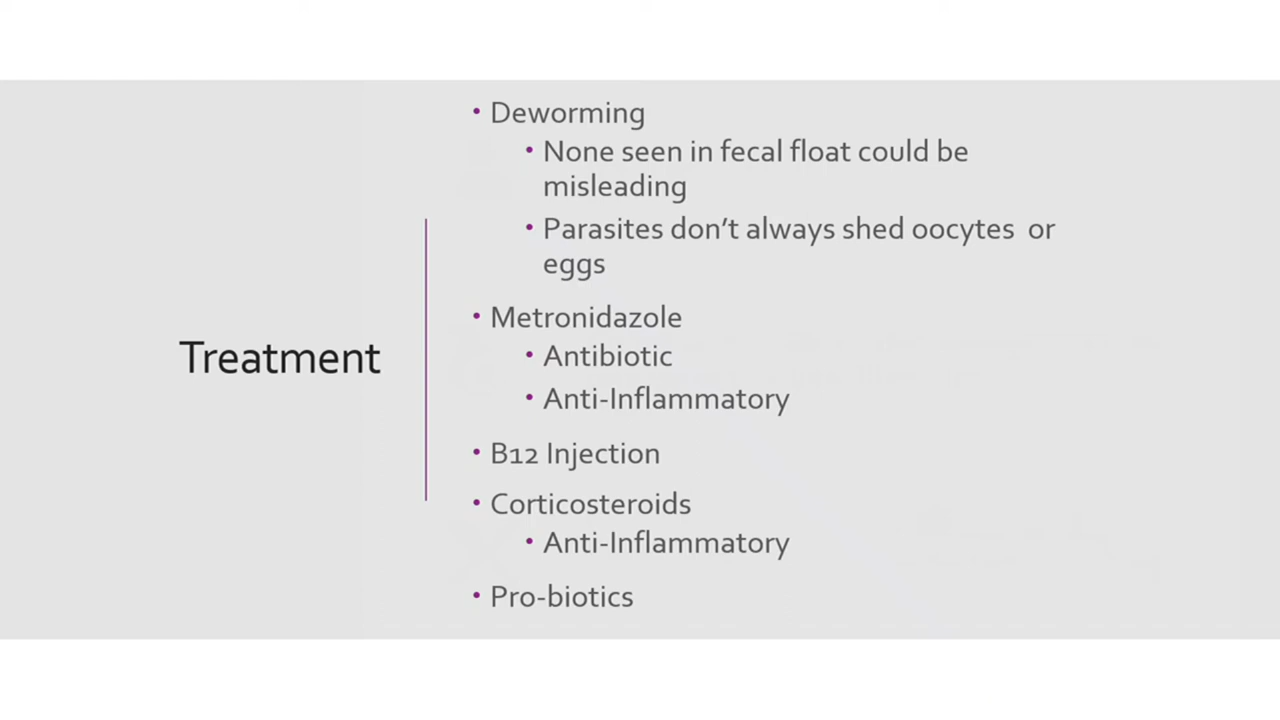 Treatment
• Deworming
• None seen in fecal float could be
misleading
• Parasites don't always shed oocytes or
eggs
• Metronidazole
• Antibiotic
• Anti-Inflammatory
• B12 Injection
• Corticosteroids
• Anti-Inflammatory
• Pro-biotics